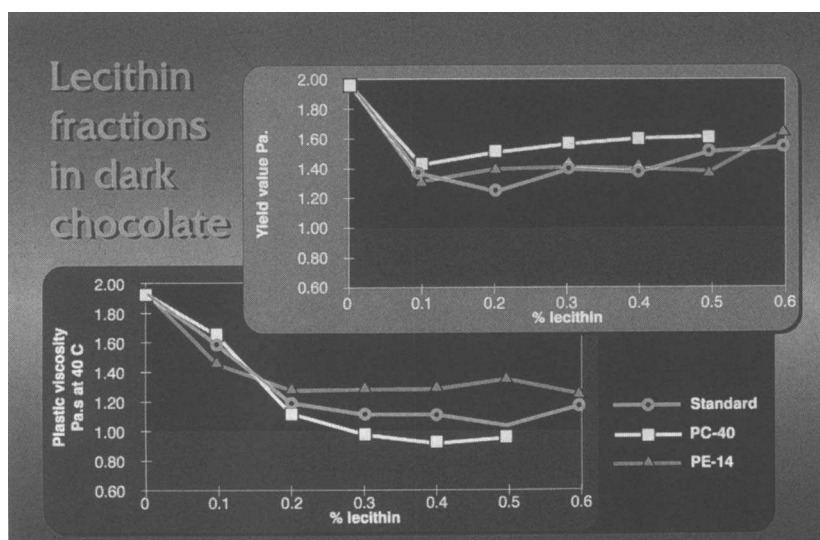 Lecithin
fractions
in dark
chocolate
Yield value Pa.
2.00
1.80
1.60
1.40
1.20
1.00
0.80
0.60
0 0.1 0.2 0.3 0.4 0.5 0.6
% lecithin
Plastic viscosity
Pa.s at 40 C
2.00
1.80
1.60
1.40
1.20
1.00
0.80
0.60
0 0.1 0.2 0.3 0.4 0.5 0.6
% lecithin
Standard
PC-40
PE-14